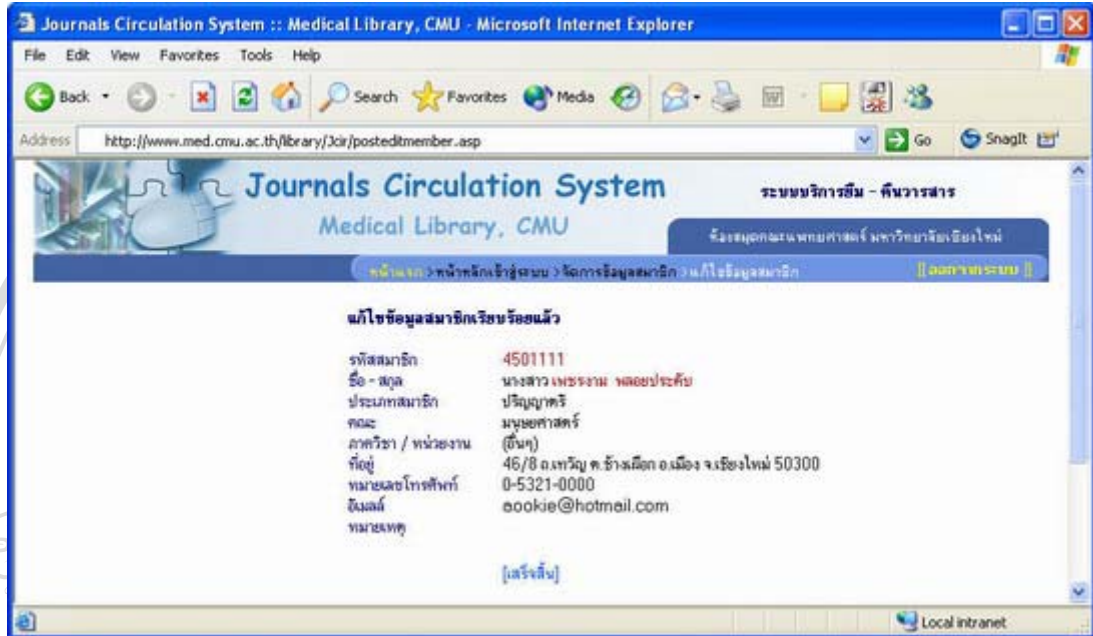 Journals Circulation System :: Medical Library, CMU - Microsoft Internet Explorer
File Edit View Favorites Tools Help
Back Search Favorites Media
Address http://www.med.cmu.ac.th/library/Jcir/posteditmember.asp Go SnagIt
Journals Circulation System ระบบบริการยืม - คืนวารสาร
Medical Library, CMU ห้องสมุดคณะแพทยศาสตร์ มหาวิทยาลัยเชียงใหม่
หน้าแรก > หน้าหลักเข้าสู่ระบบ > จัดการข้อมูลสมาชิก > แก้ไขข้อมูลสมาชิก [[ ออกจากระบบ ]]
แก้ไขข้อมูลสมาชิกเรียบร้อยแล้ว
รหัสสมาชิก 4501111
ชื่อ - สกุล นางสาว เพชรงาม พลอยประดับ
ประเภทสมาชิก ปริญญาตรี
คณะ มนุษยศาสตร์
ภาควิชา / หน่วยงาน (อื่นๆ)
ที่อยู่ 46/8 ถ.เทวัญ ต.ช้างเผือก อ.เมือง จ.เชียงใหม่ 50300
หมายเลขโทรศัพท์ 0-5321-0000
อีเมลล์ aookie@hotmail.com
หมายเหตุ
[เสร็จสิ้น]
Local intranet